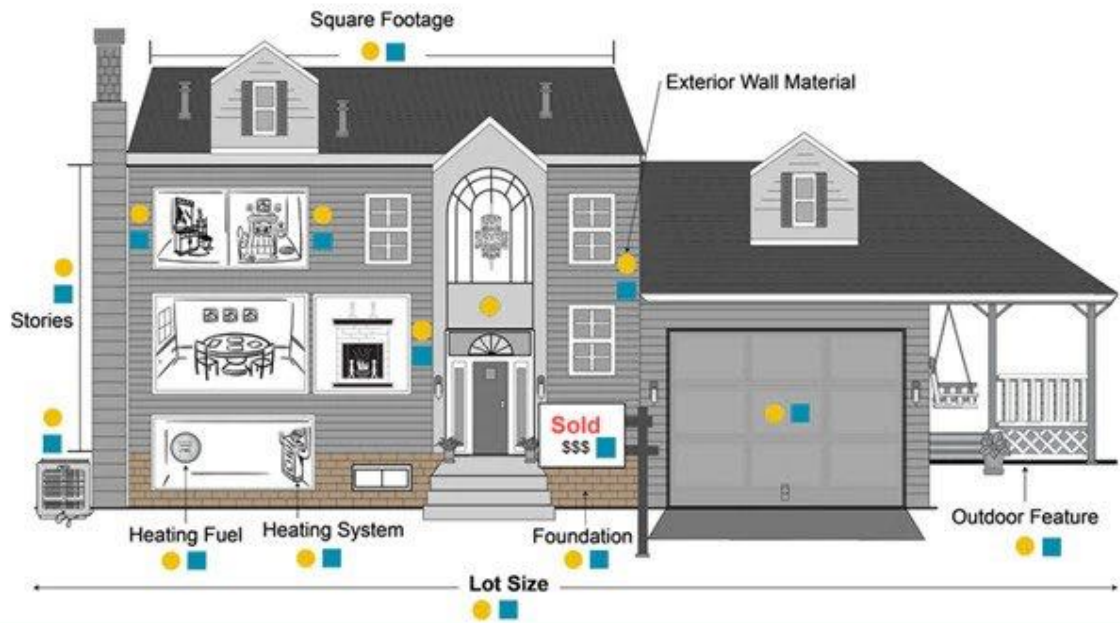 Square Footage
Exterior Wall Material
Stories
Sold
$$$
Heating Fuel
Heating System
Foundation
Outdoor Feature
Lot Size